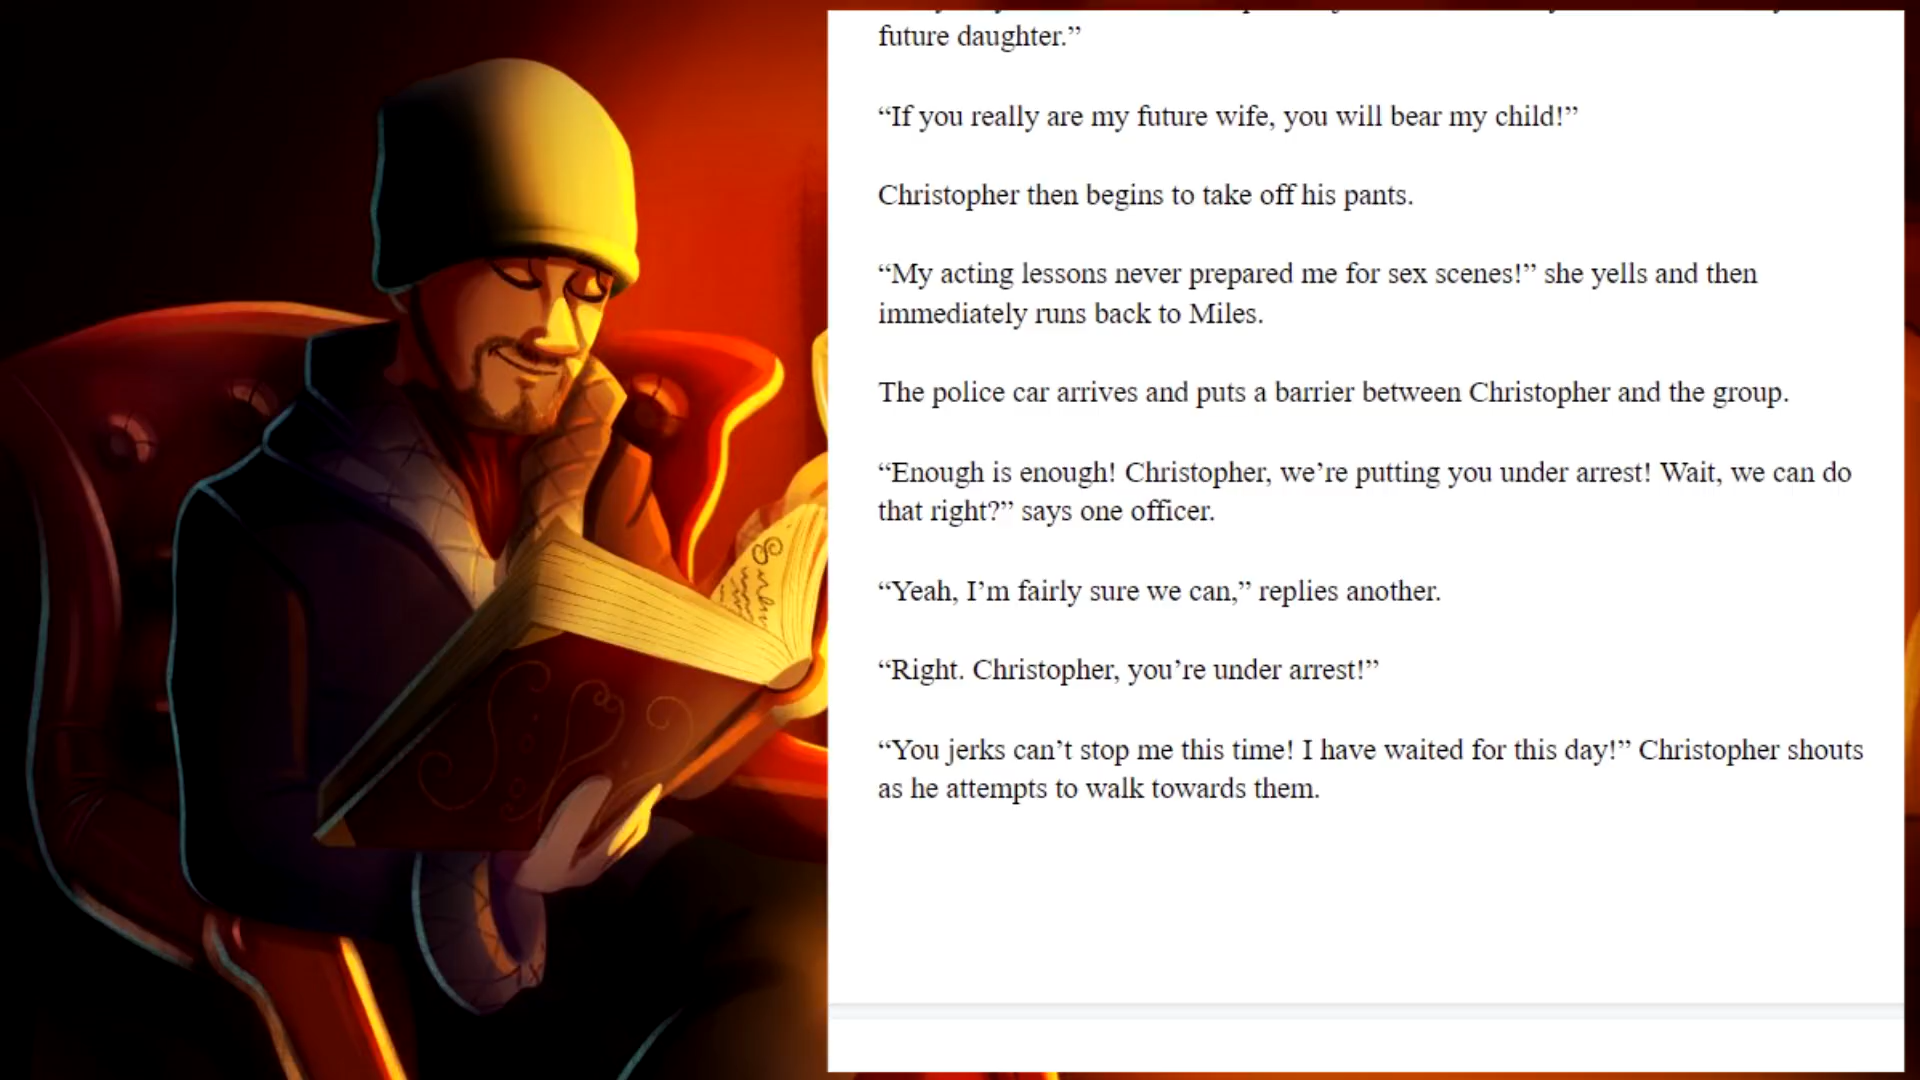 future daughter.”
“If you really are my future wife, you will bear my child!”
Christopher then begins to take off his pants.
“My acting lessons never prepared me for sex scenes!” she yells and then
immediately runs back to Miles.
The police car arrives and puts a barrier between Christopher and the group.
“Enough is enough! Christopher, we’re putting you under arrest! Wait, we can do
that right?” says one officer.
“Yeah, I’m fairly sure we can,” replies another.
“Right. Christopher, you’re under arrest!”
“You jerks can’t stop me this time! I have waited for this day!” Christopher shouts
as he attempts to walk towards them.